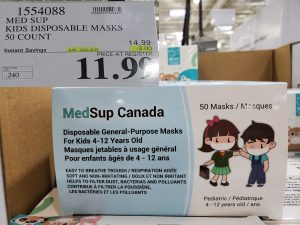 1554088
MED SUP
KIDS DISPOSABLE MASKS
50 COUNT
14.99
Instant Savings
3.00
PRICE AT REGISTER
.240
11.99
MedSup Canada
50 Masks / Masques
Disposable General-Purpose Masks
For Kids 4-12 Years Old
Masques jetables à usage général
Pour enfants âgés de 4 - 12 ans
EASY TO BREATHE TROUGH / RESPIRATION AISÉE
SOFT AND NON-IRRITATING / DOUX ET NON IRRITANT
HELPS TO FILTER DUST, BACTERIAS AND POLLUANTS
CONTINUE À FILTRER LA POUSSIÈRE,
LES BACTÉRIES ET LES POLLUANTS
Pediatric / Pédiatrique
4-12 years old / ans